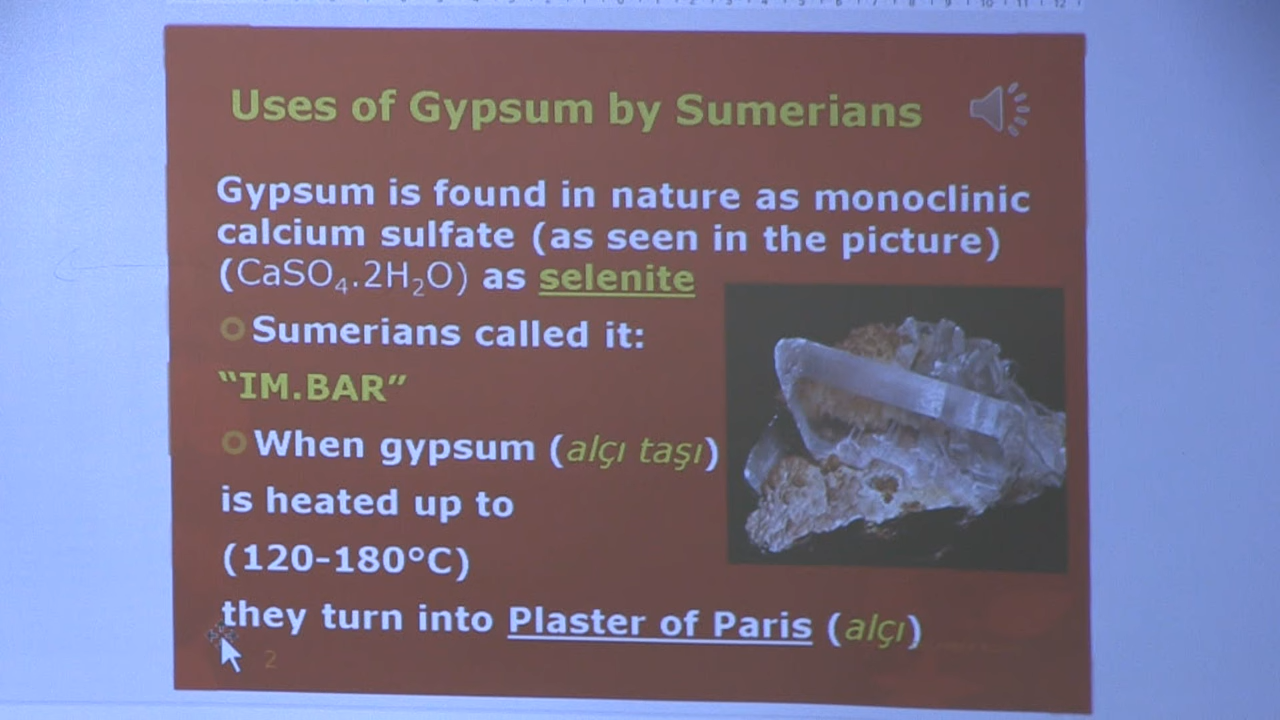 Uses of Gypsum by Sumerians
Gypsum is found in nature as monoclinic
calcium sulfate (as seen in the picture)
(CaSO₄.2H₂O) as selenite
Sumerians called it:
“IM.BAR”
When gypsum (alçı taşı)
is heated up to
(120-180°C)
they turn into Plaster of Paris (alçı)
2